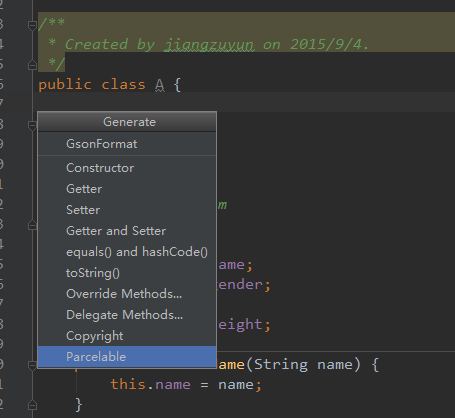 2
3 /**
4 * Created by jiangzuyun on 2015/9/4.
5 */
6 public class A {
7
8 Generate
9 GsonFormat
0 Constructor
1 Getter
2 Setter m
3 Getter and Setter
4 equals() and hashCode()
5 toString() ame;
6 Override Methods... ender;
7 Delegate Methods...
8 Copyright eight;
9 Parcelable
0 ame(String name) {
1 this.name = name;
2 }